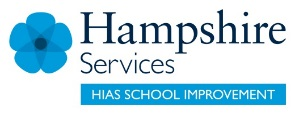 Hampshire
Services
HIAS SCHOOL IMPROVEMENT